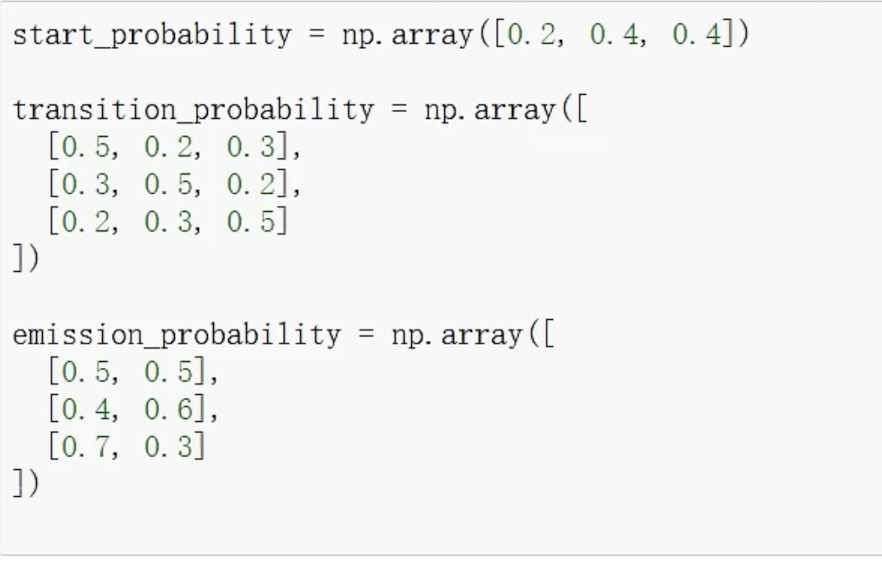 start_probability = np.array([0.2, 0.4, 0.4])
transition_probability = np.array([
[0.5, 0.2, 0.3],
[0.3, 0.5, 0.2],
[0.2, 0.3, 0.5]
])
emission_probability = np.array([
[0.5, 0.5],
[0.4, 0.6],
[0.7, 0.3]
])